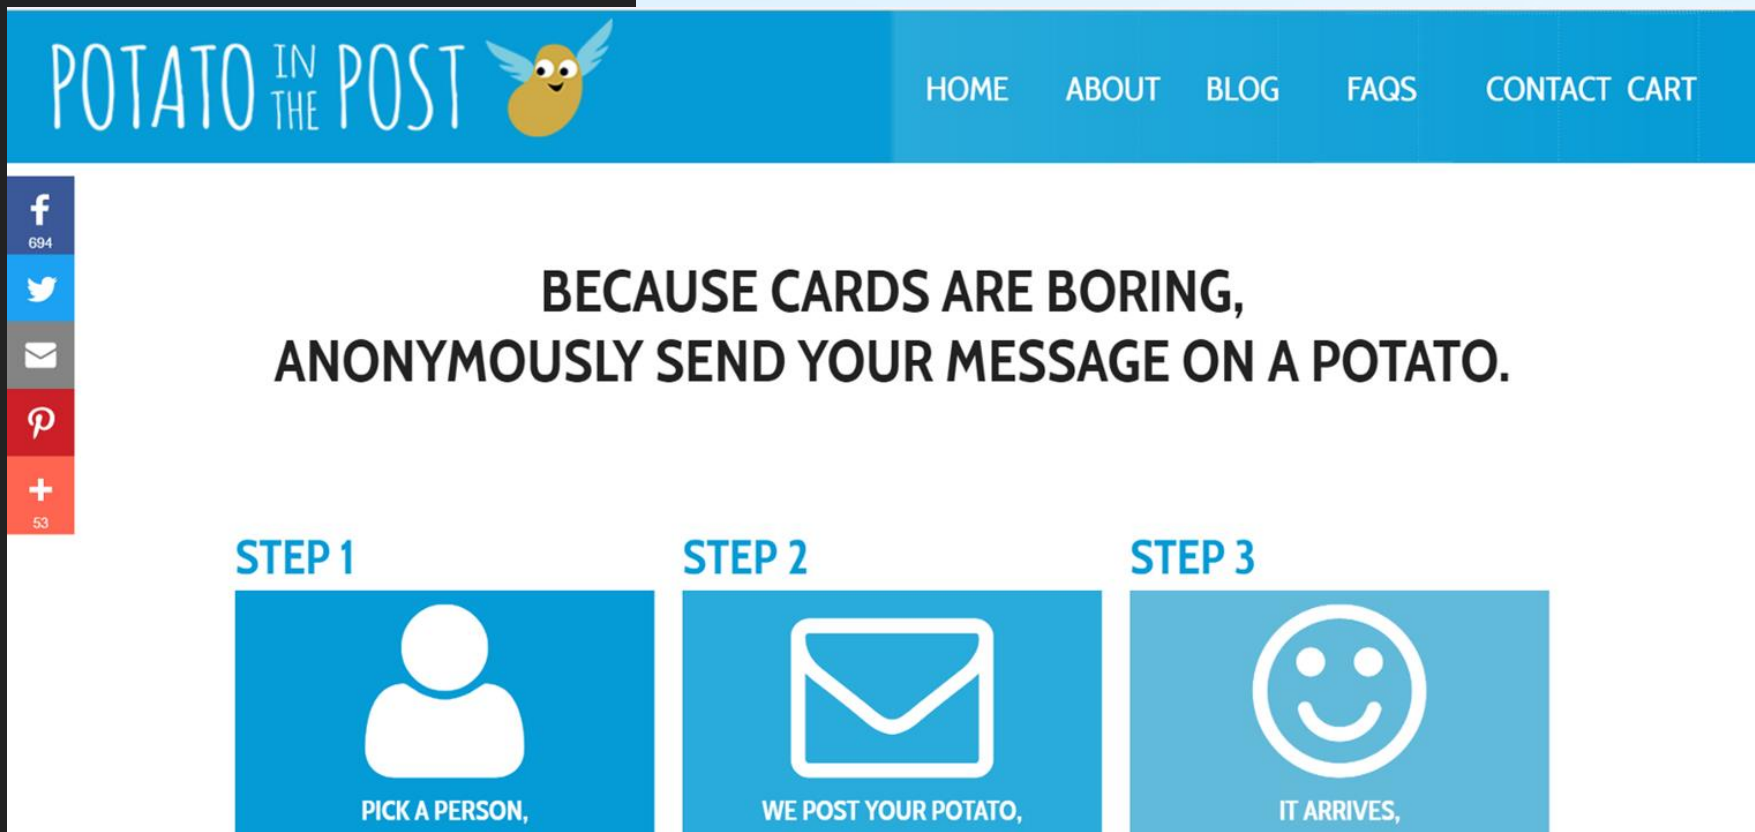 POTATO IN THE POST
HOME ABOUT BLOG FAQS CONTACT CART
f
694
53
BECAUSE CARDS ARE BORING,
ANONYMOUSLY SEND YOUR MESSAGE ON A POTATO.
STEP 1
PICK A PERSON,
STEP 2
WE POST YOUR POTATO,
STEP 3
IT ARRIVES,